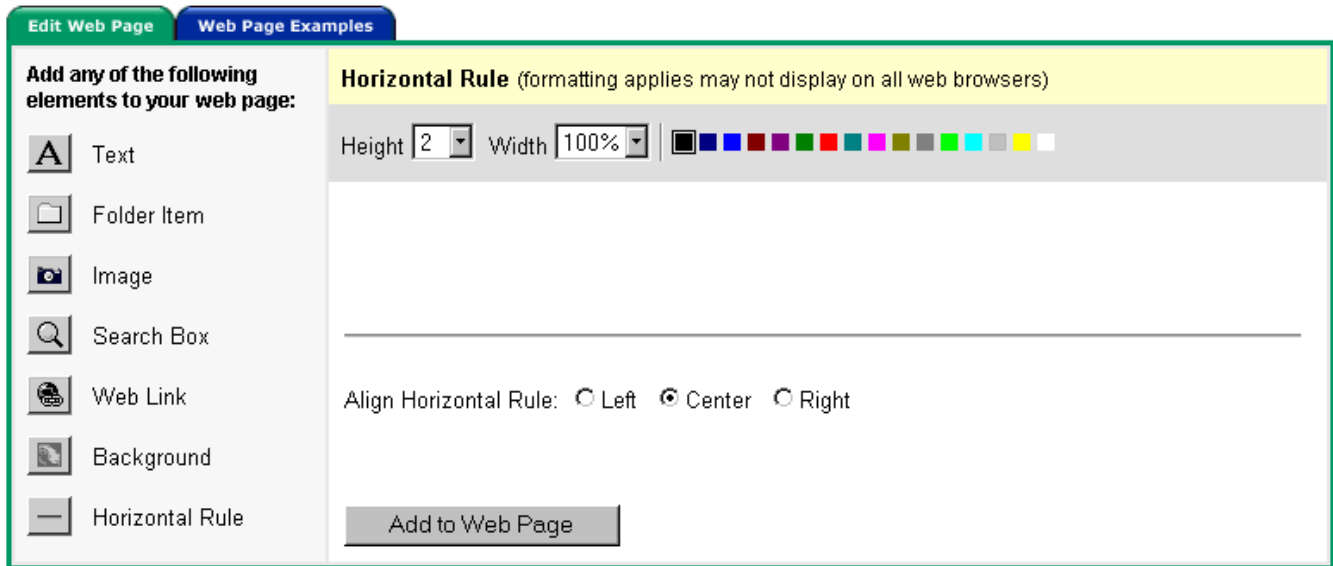 Edit Web Page
Web Page Examples
Add any of the following
elements to your web page:
A Text
Folder Item
Image
Search Box
Web Link
Background
Horizontal Rule
Horizontal Rule (formatting applies may not display on all web browsers)
Height 2 Width 100%
Align Horizontal Rule: Left Center Right
Add to Web Page